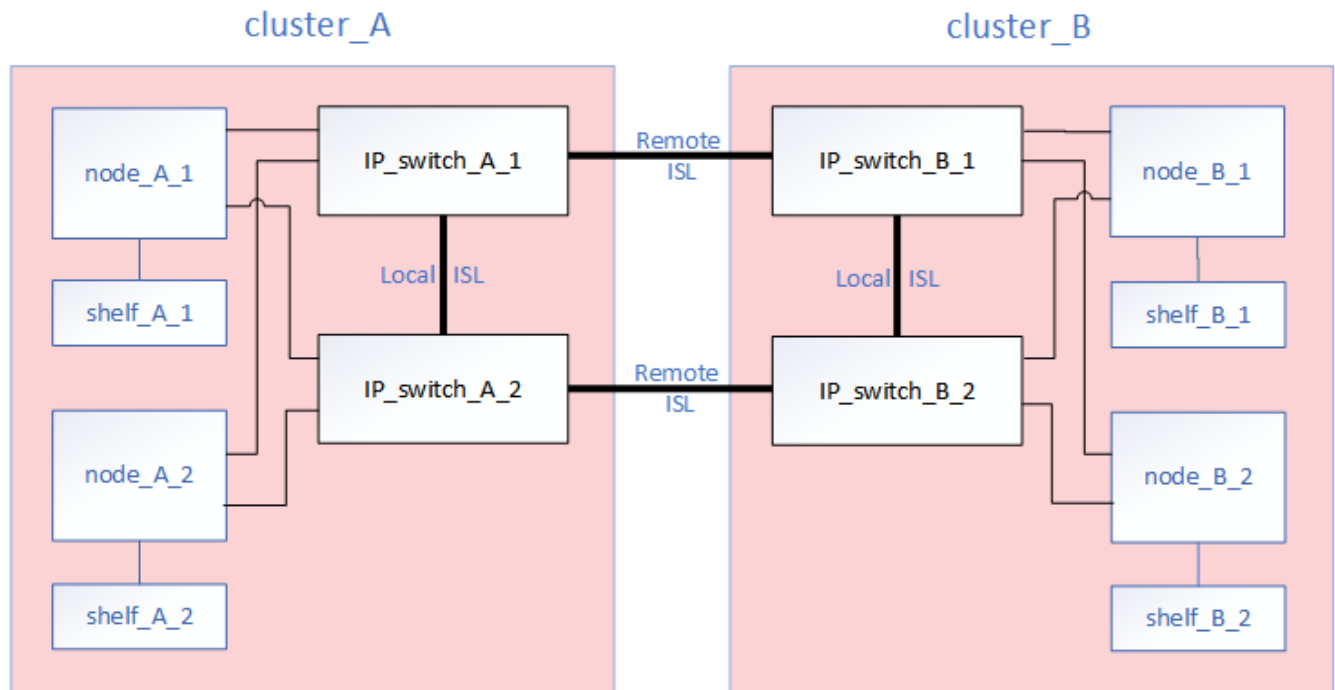 cluster_A
cluster_B
node_A_1
IP_switch_A_1
Remote
ISL
IP_switch_B_1
node_B_1
shelf_A_1
Local ISL
Local ISL
shelf_B_1
node_A_2
IP_switch_A_2
Remote
ISL
IP_switch_B_2
node_B_2
shelf_A_2
shelf_B_2